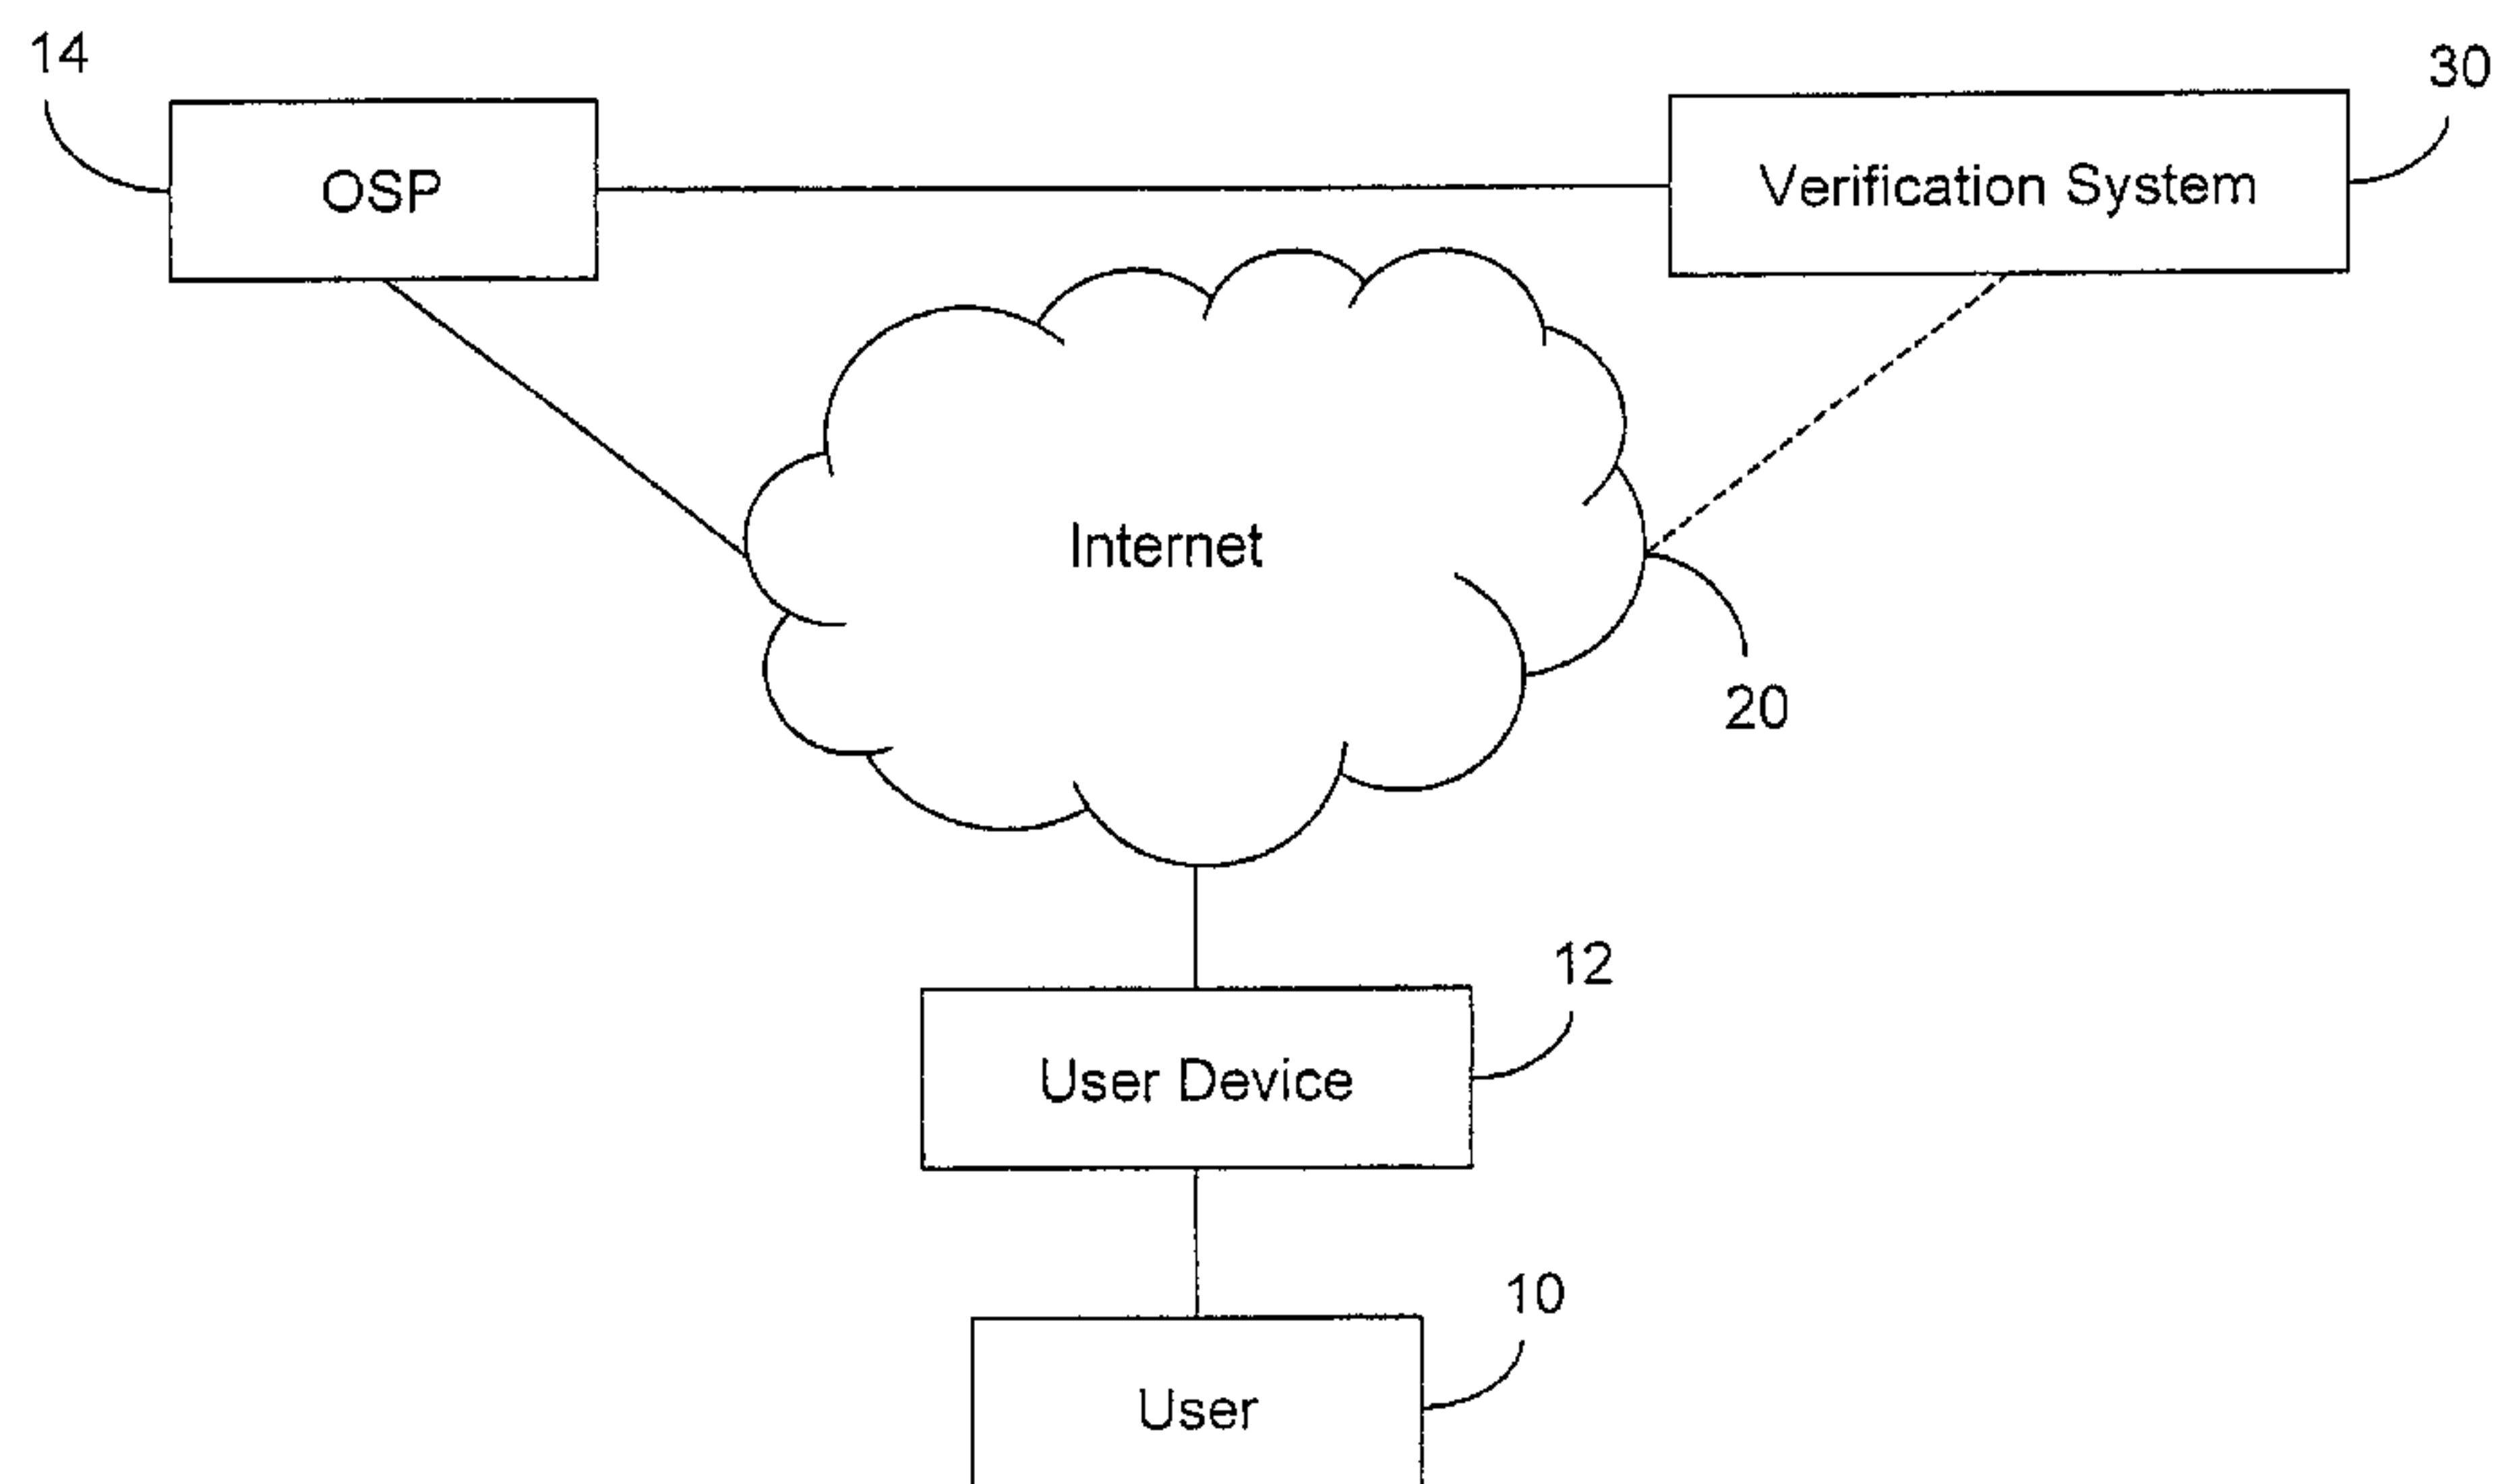 14
30
OSP
Verification System
Internet
20
12
User Device
10
User